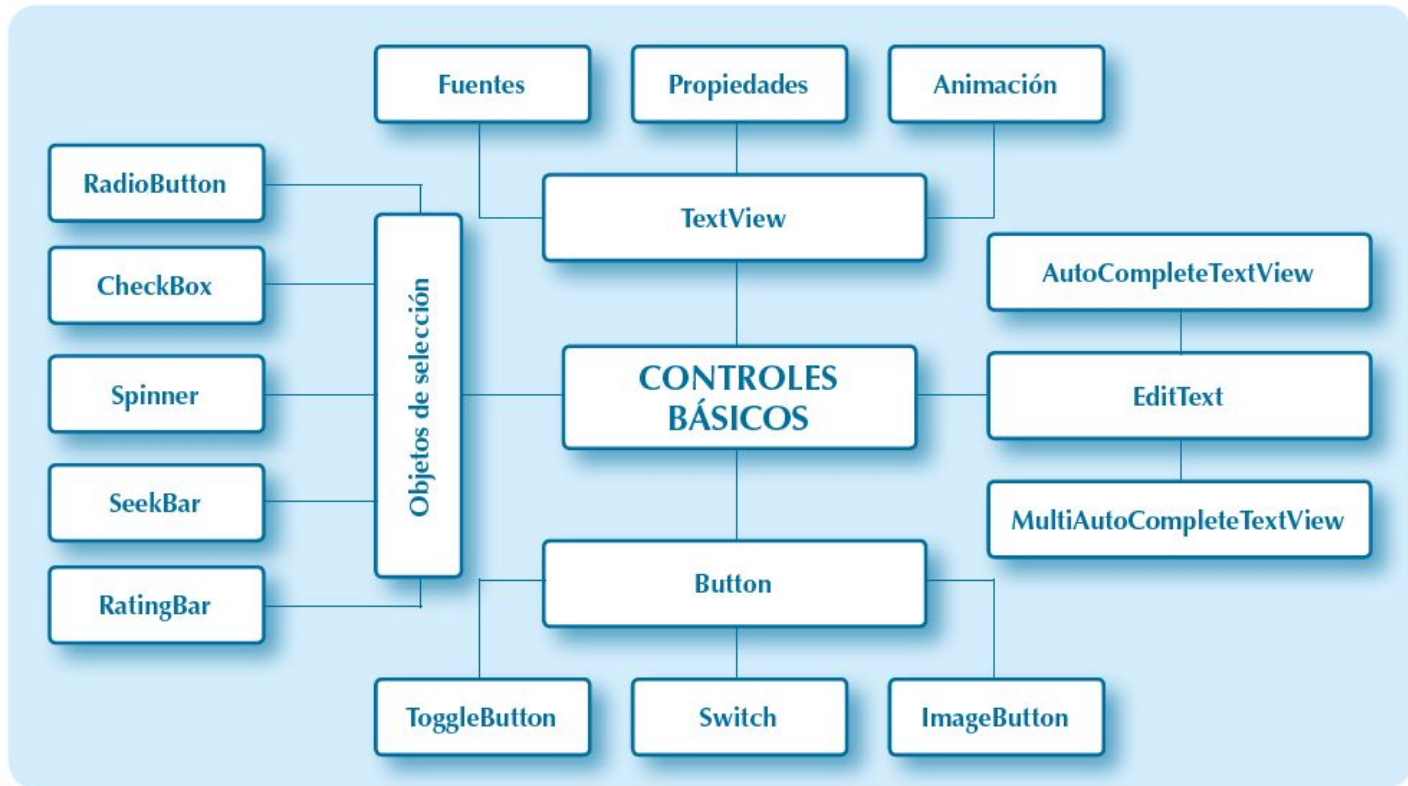 Fuentes
Propiedades
Animación
RadioButton
CheckBox
Spinner
SeekBar
RatingBar
Objetos de selección
TextView
CONTROLES
BÁSICOS
AutoCompleteTextView
EditText
MultiAutoCompleteTextView
Button
ToggleButton
Switch
ImageButton